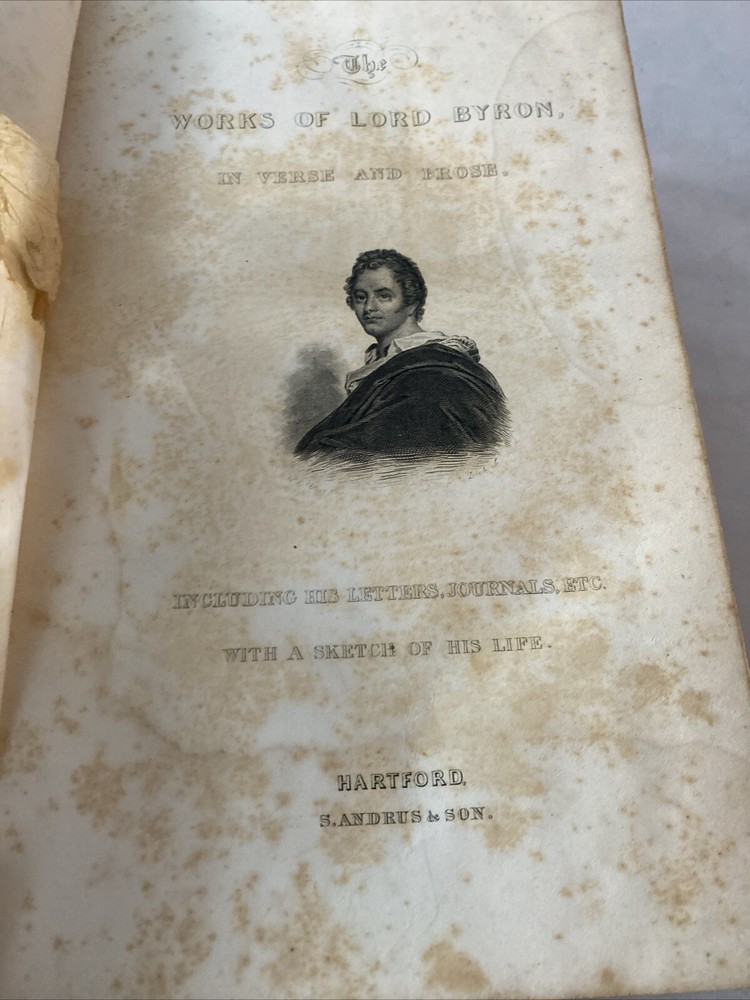 The
WORKS OF LORD BYRON,
IN VERSE AND PROSE.
INCLUDING HIS LETTERS, JOURNALS, ETC.
WITH A SKETCH OF HIS LIFE.
HARTFORD,
S. ANDRUS & SON.